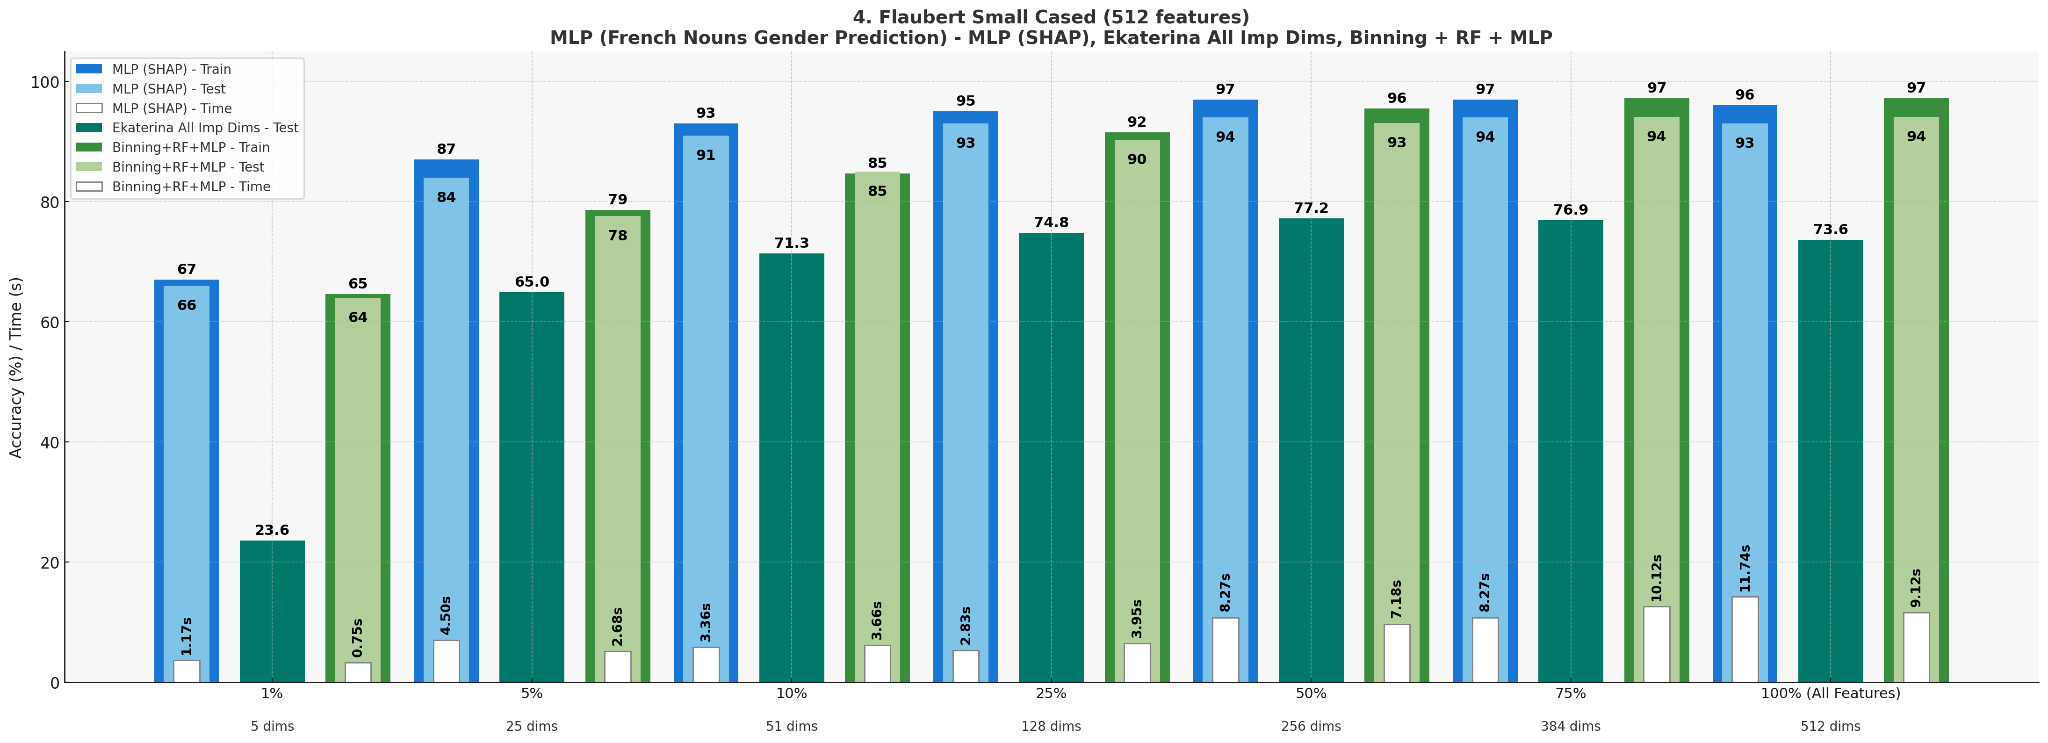 4. Flaubert Small Cased (512 features)
MLP (French Nouns Gender Prediction) - MLP (SHAP), Ekaterina All Imp Dims, Binning + RF + MLP
Accuracy (%) / Time (s)
100
80
60
40
20
0
MLP (SHAP) - Train
MLP (SHAP) - Test
MLP (SHAP) - Time
Ekaterina All Imp Dims - Test
Binning+RF+MLP - Train
Binning+RF+MLP - Test
Binning+RF+MLP - Time
67
66
1.17s
23.6
65
64
0.75s
87
84
4.50s
65.0
79
78
2.68s
93
91
3.36s
71.3
85
85
3.66s
95
93
2.83s
74.8
92
90
3.95s
97
94
8.27s
77.2
96
93
7.18s
97
94
8.27s
76.9
97
94
10.12s
96
93
11.74s
73.6
97
94
9.12s
1%
5%
10%
25%
50%
75%
100% (All Features)
5 dims
25 dims
51 dims
128 dims
256 dims
384 dims
512 dims